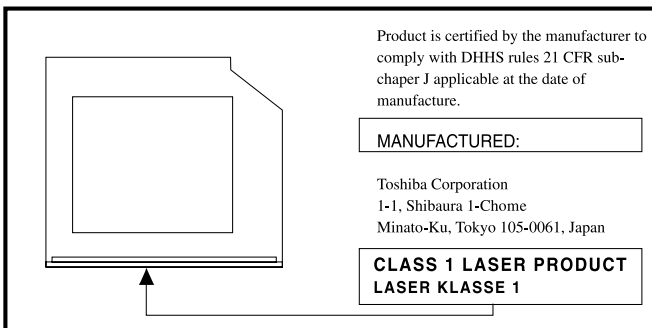 Product is certified by the manufacturer to
comply with DHHS rules 21 CFR sub-
chaper J applicable at the date of
manufacture.
MANUFACTURED:
Toshiba Corporation
1-1, Shibaura 1-Chome
Minato-Ku, Tokyo 105-0061, Japan
CLASS 1 LASER PRODUCT
LASER KLASSE 1